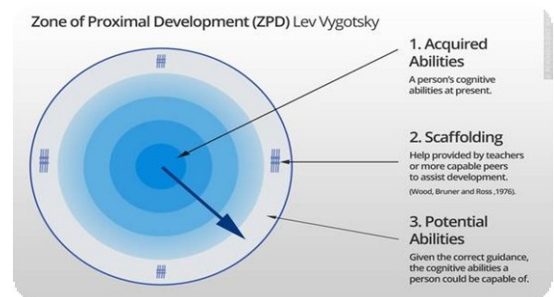 Zone of Proximal Development (ZPD) Lev Vygotsky
1. Acquired
Abilities
A person's cognitive
abilities at present.
2. Scaffolding
Help provided by teachers
or more capable peers
to assist development.
(Wood, Bruner and Ross ,1976).
3. Potential
Abilities
Given the correct guidance,
the cognitive abilities a
person could be capable of.